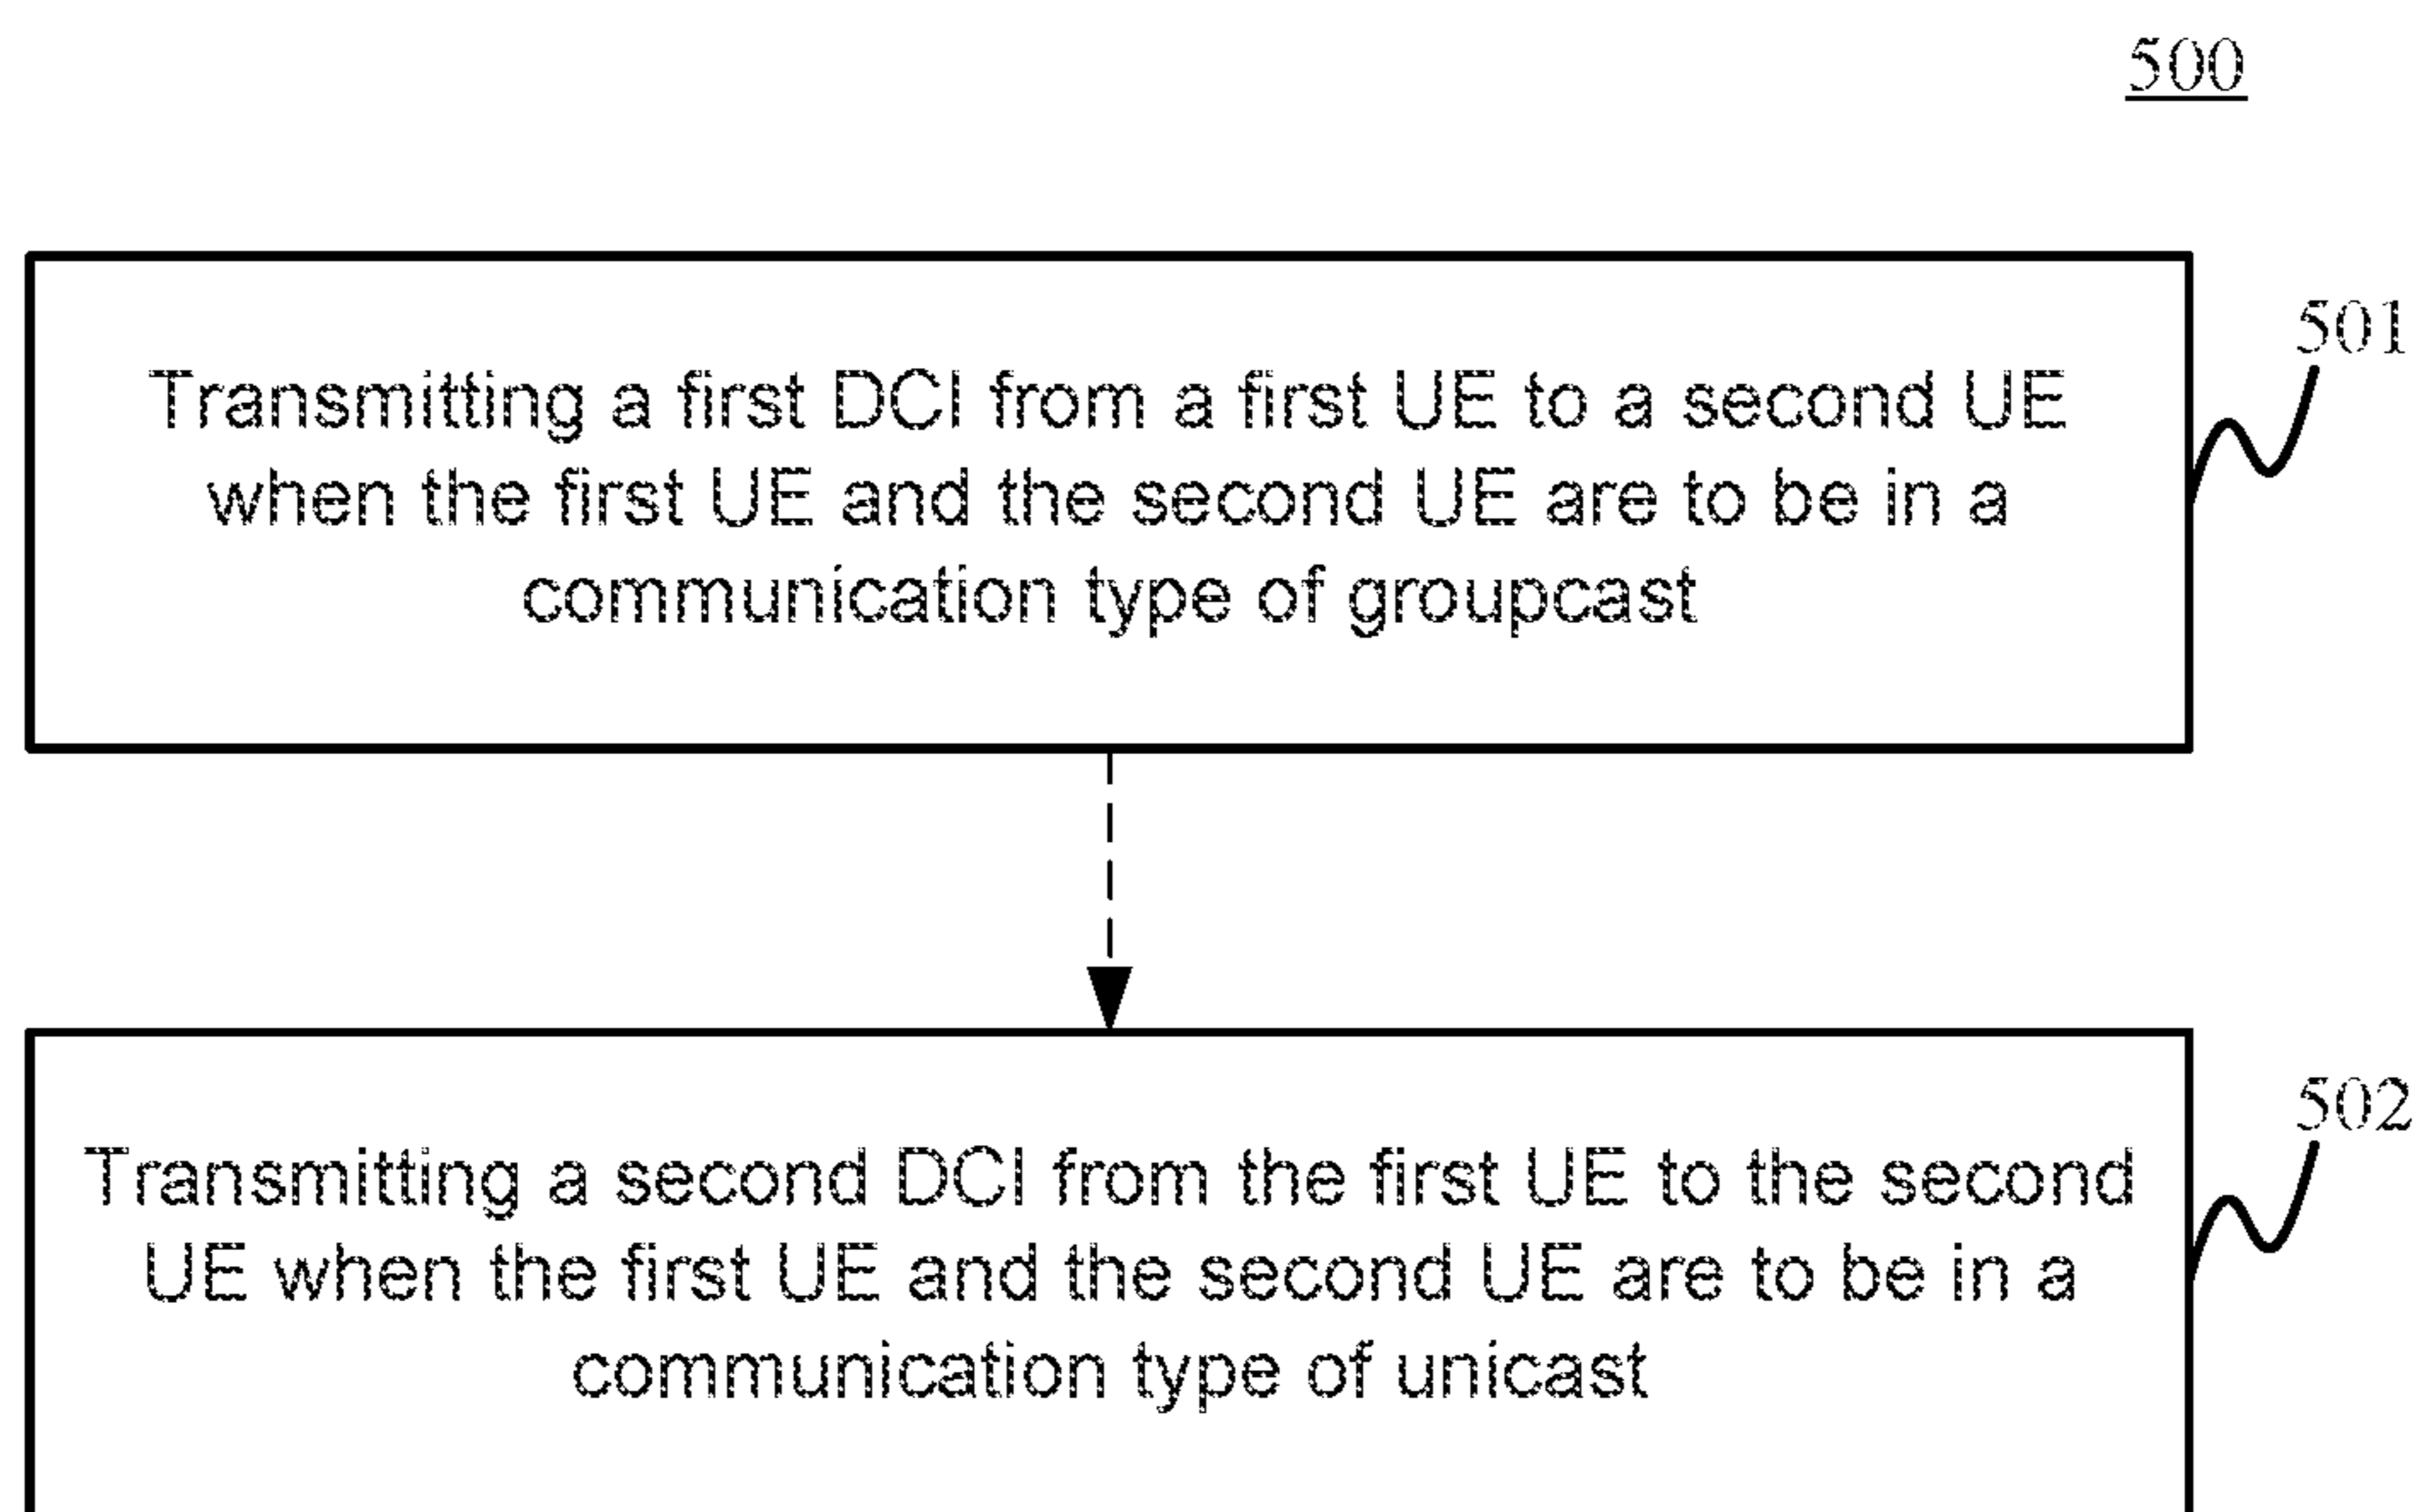 500
501
Transmitting a first DCI from a first UE to a second UE
when the first UE and the second UE are to be in a
communication type of groupcast
502
Transmitting a second DCI from the first UE to the second
UE when the first UE and the second UE are to be in a
communication type of unicast